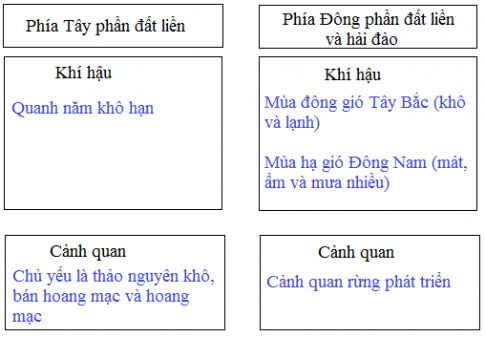 Phía Tây phần đất liền
Phía Đông phần đất liền
và hải đảo
Khí hậu
Quanh năm khô hạn
Khí hậu
Mùa đông gió Tây Bắc (khô
và lạnh)
Mùa hạ gió Đông Nam (mát,
ẩm và mưa nhiều)
Cảnh quan
Chủ yếu là thảo nguyên khô,
bán hoang mạc và hoang
mạc
Cảnh quan
Cảnh quan rừng phát triển